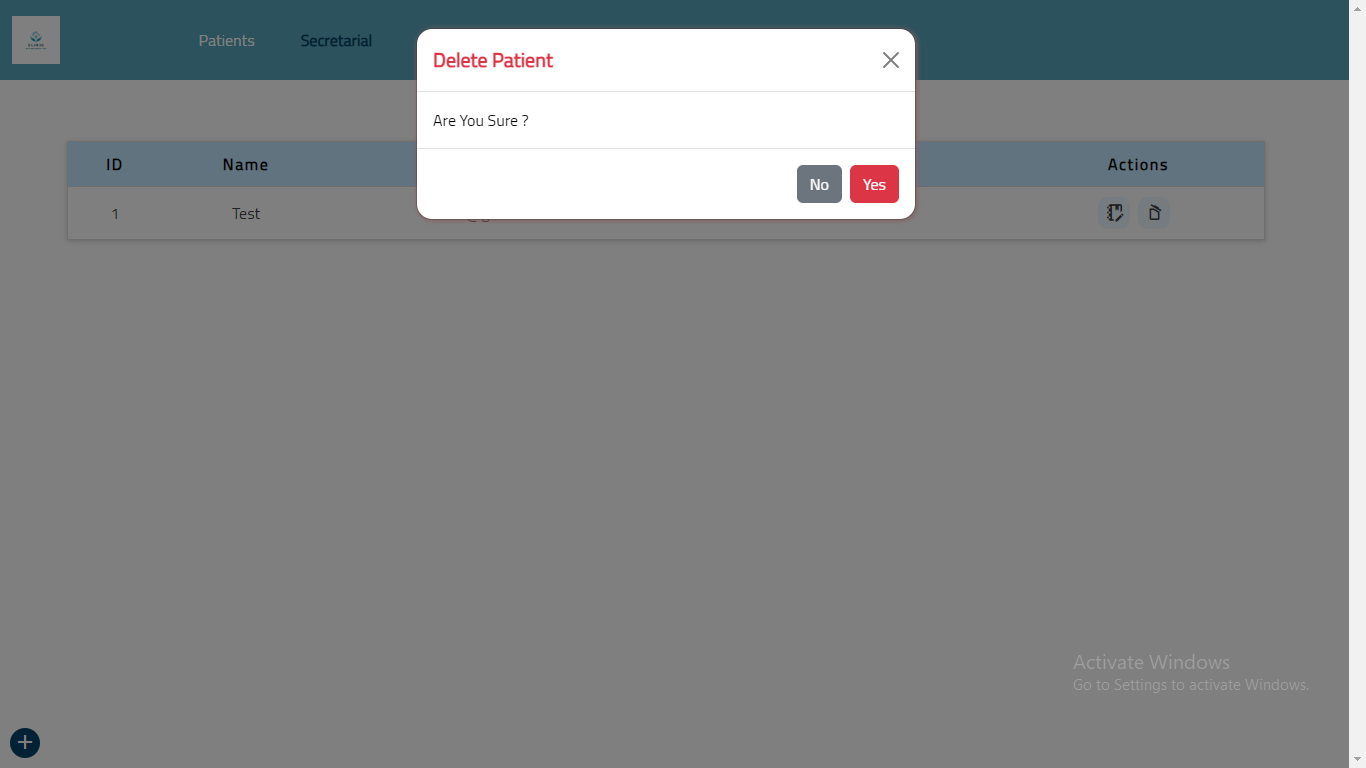 Patients Secretarial
Delete Patient
Are You Sure ?
No Yes
ID Name Actions
1 Test
Activate Windows
Go to Settings to activate Windows.